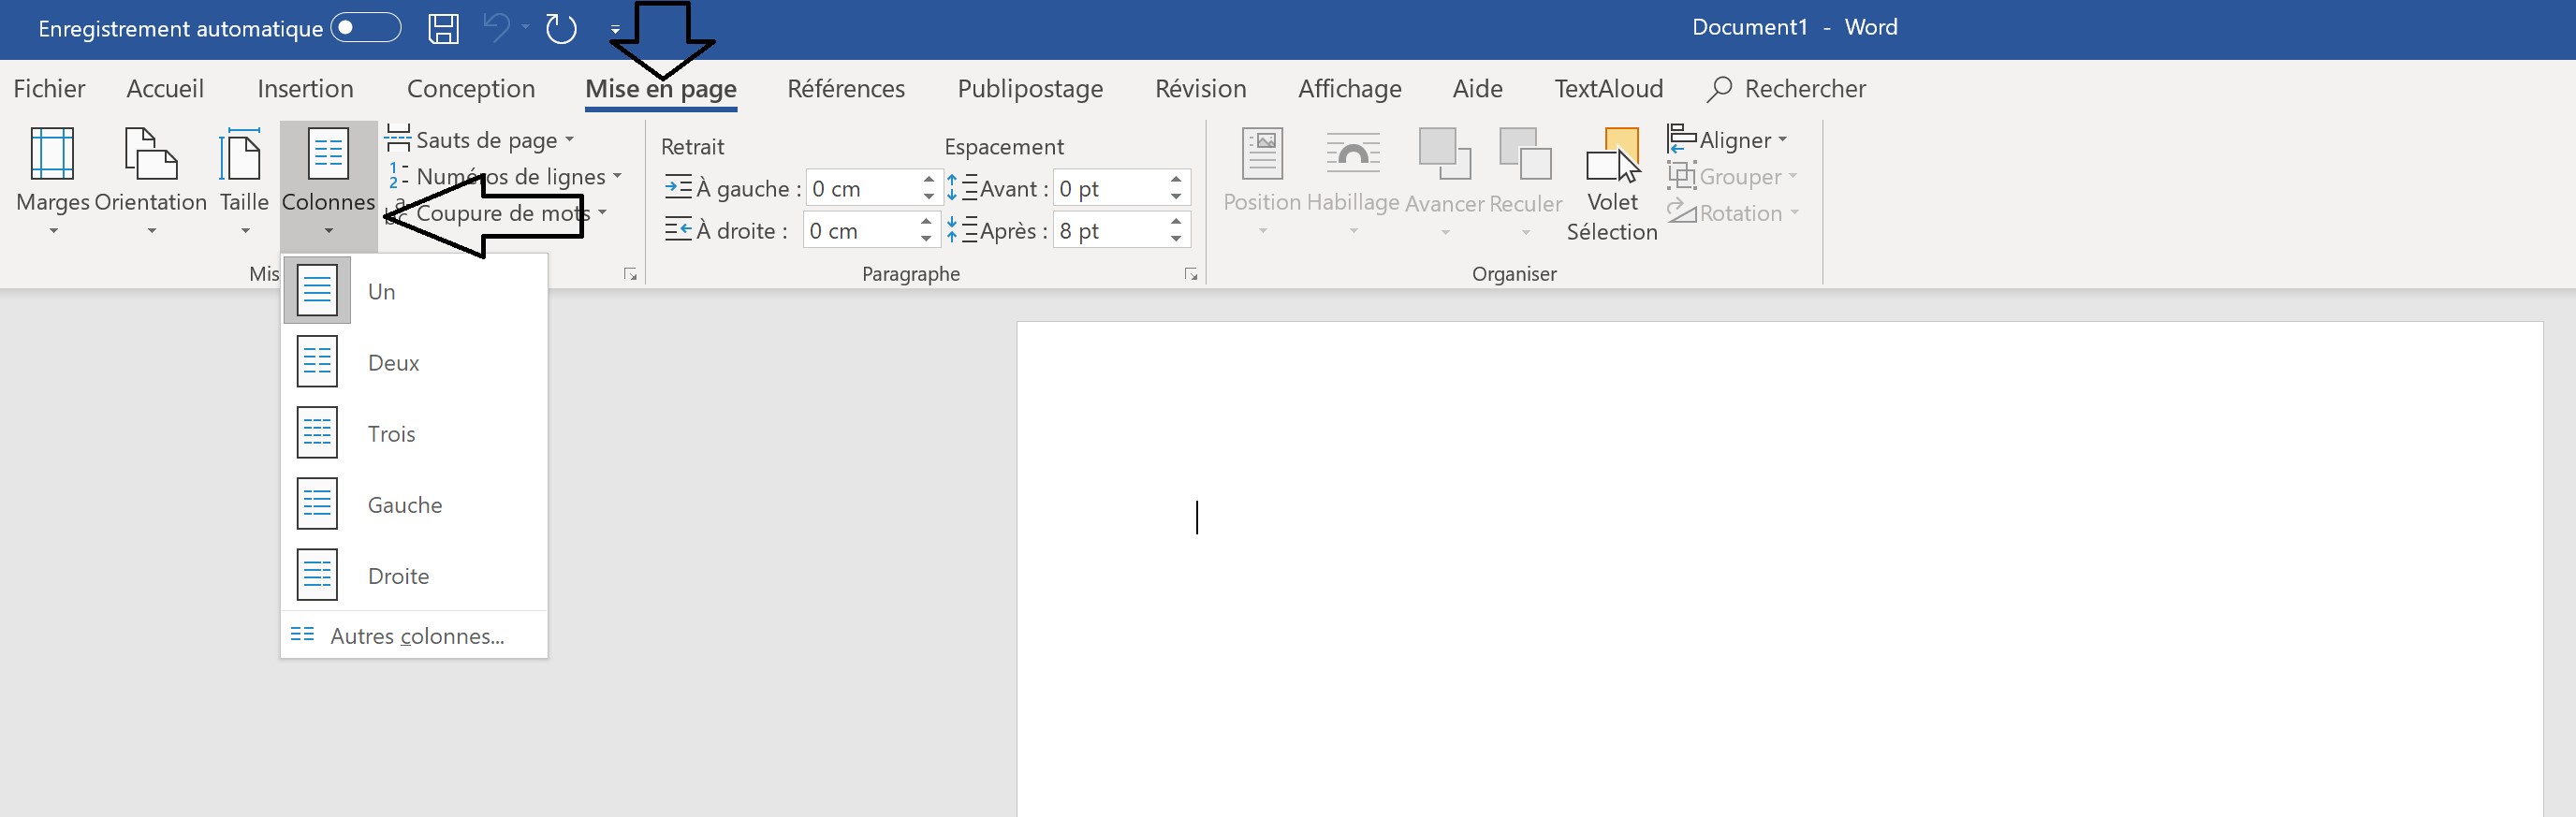 Enregistrement automatique
Document1 - Word
Fichier Accueil Insertion Conception Mise en page Références Publipostage Révision Affichage Aide TextAloud Rechercher
Marges Orientation Taille Colonnes
Sauts de page
Numéros de lignes
Coupure de mots
Mis
Retrait
À gauche : 0 cm
À droite : 0 cm
Espacement
Avant : 0 pt
Après : 8 pt
Paragraphe
Position Habillage Avancer Reculer Volet
Sélection
Aligner
Grouper
Rotation
Organiser
Un
Deux
Trois
Gauche
Droite
Autres colonnes...